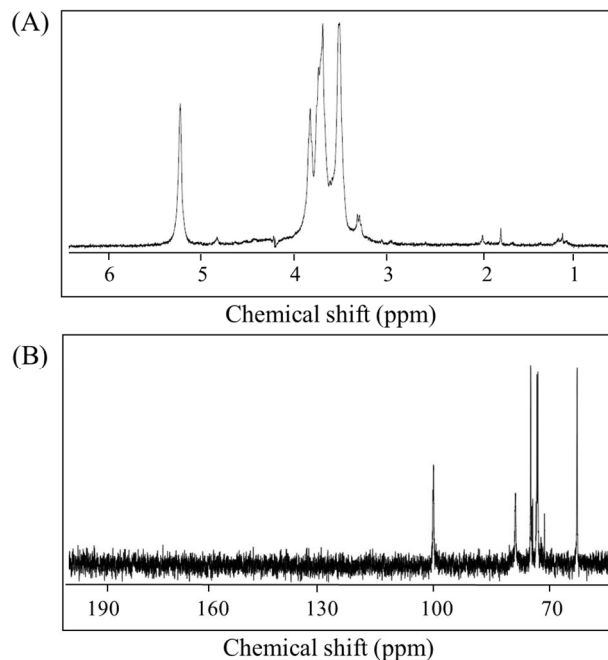 (A)
6 5 4 3 2 1
Chemical shift (ppm)
(B)
190 160 130 100 70
Chemical shift (ppm)